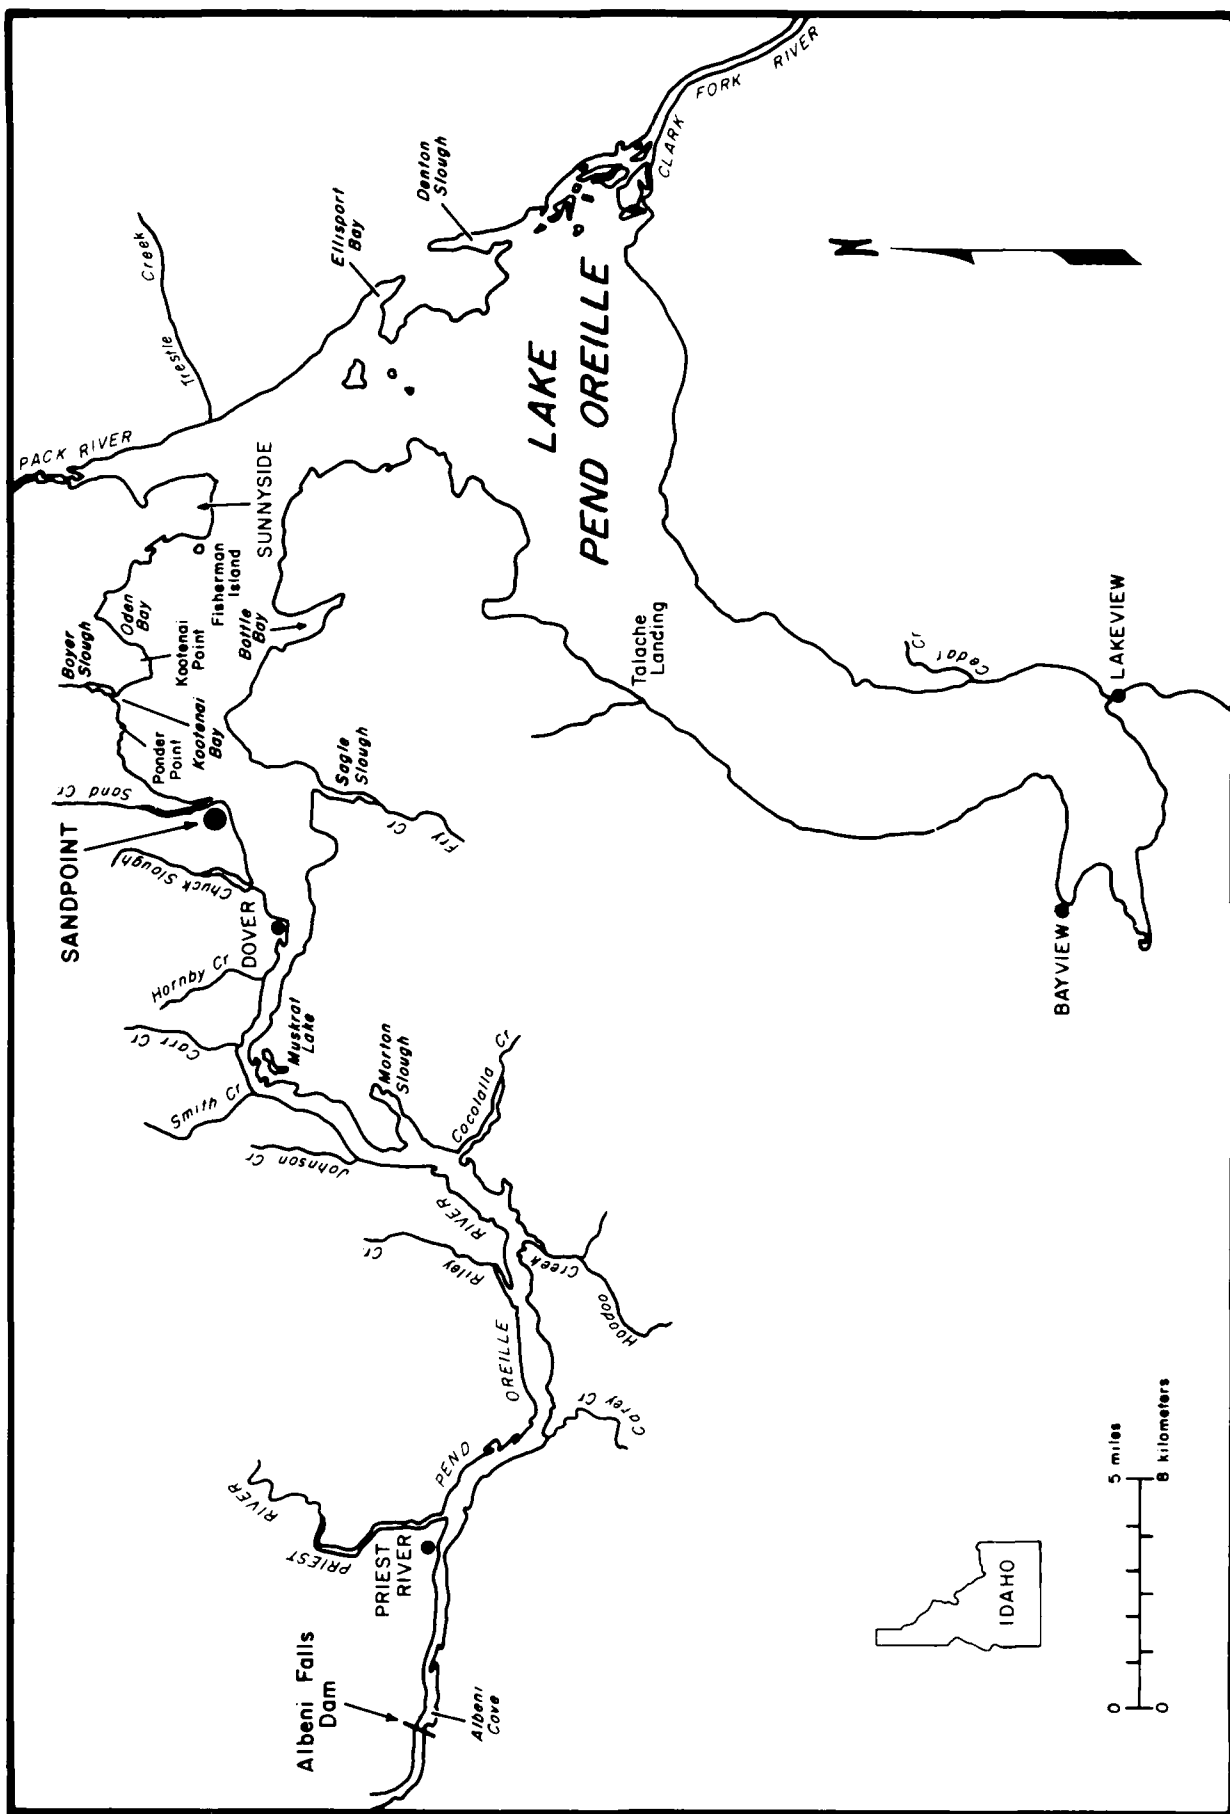 PACK RIVER
Trestle Creek
Ellisport
Bay
Denton
Slough
CLARK FORK RIVER
SUNNYSIDE
Fisherman
Island
Oden
Bay
Boyer
Slough
Kootenai
Point
Bottle
Bay
Kootenai
Bay
Ponder
Point
Sand Cr
SANDPOINT
Chuck Slough
DOVER
Hornby Cr
Carr Cr
Smith Cr
Johnson Cr
Muskrat
Lake
Morton
Slough
Cocolalla Cr
Sagle
Slough
Fry Cr
LAKE
PEND OREILLE
N
Talache
Landing
Cedar Cr
LAKEVIEW
BAYVIEW
Riley Cr.
Hoodoo Creek
Carey Cr
PEND OREILLE RIVER
PRIEST RIVER
PRIEST
RIVER
Albeni Falls
Dam
Albeni
Cove
IDAHO
0 5 miles
0 8 kilometers